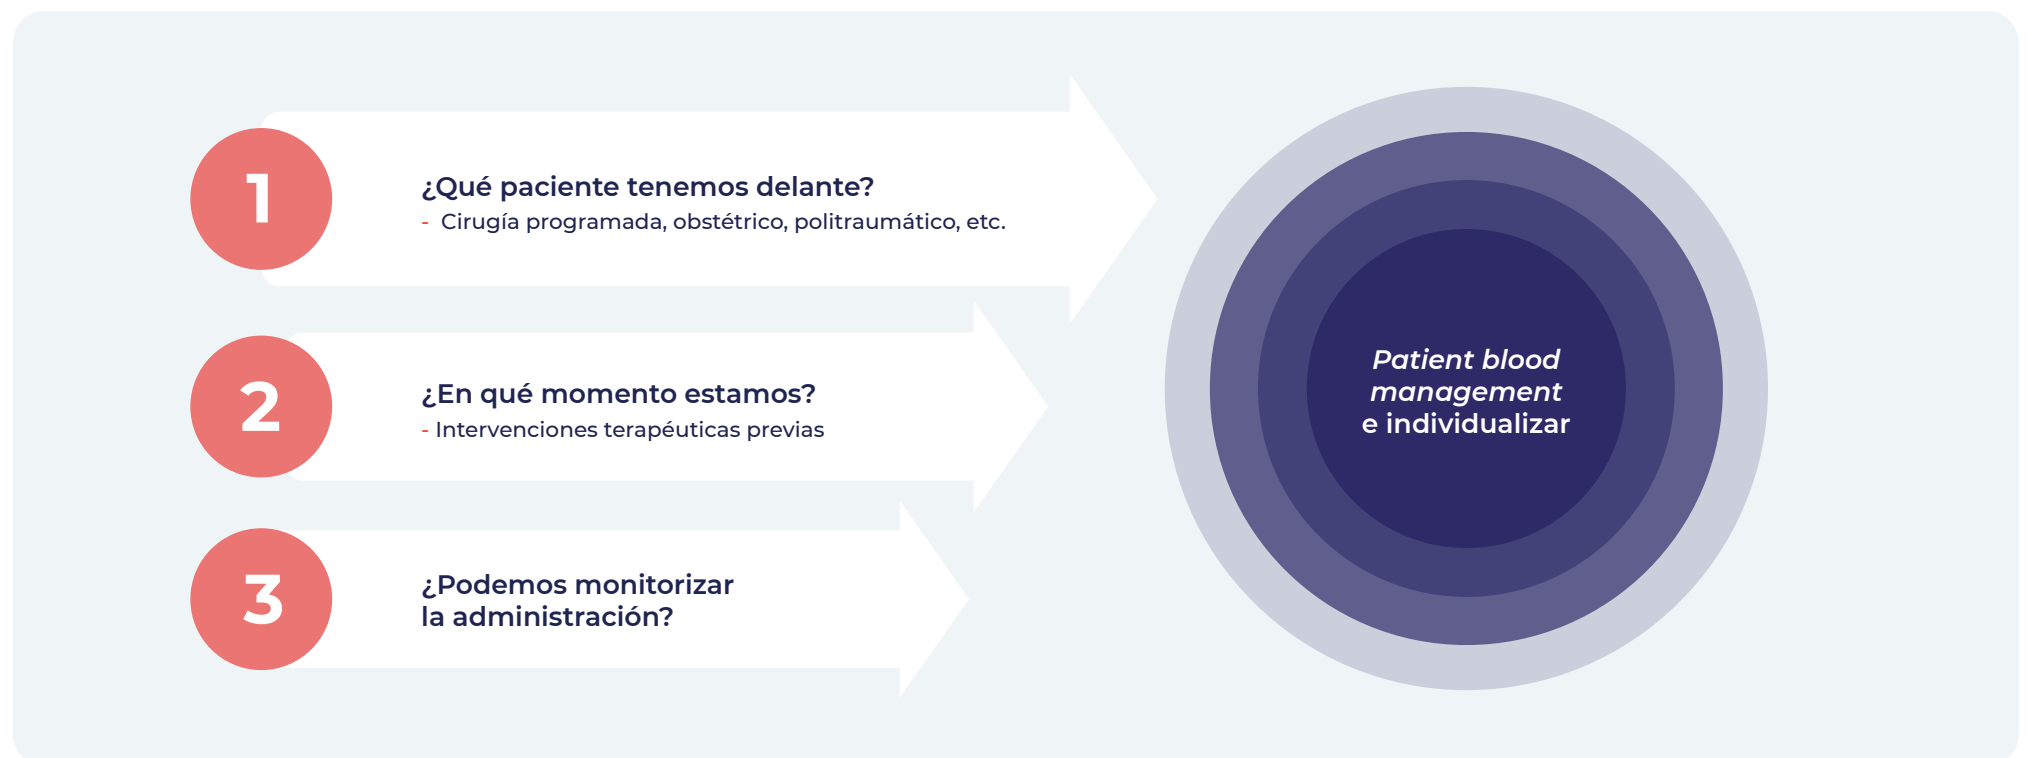 1
¿Qué paciente tenemos delante?
- Cirugía programada, obstétrico, politraumático, etc.
2
¿En qué momento estamos?
- Intervenciones terapéuticas previas
3
¿Podemos monitorizar
la administración?
Patient blood
management
e individualizar